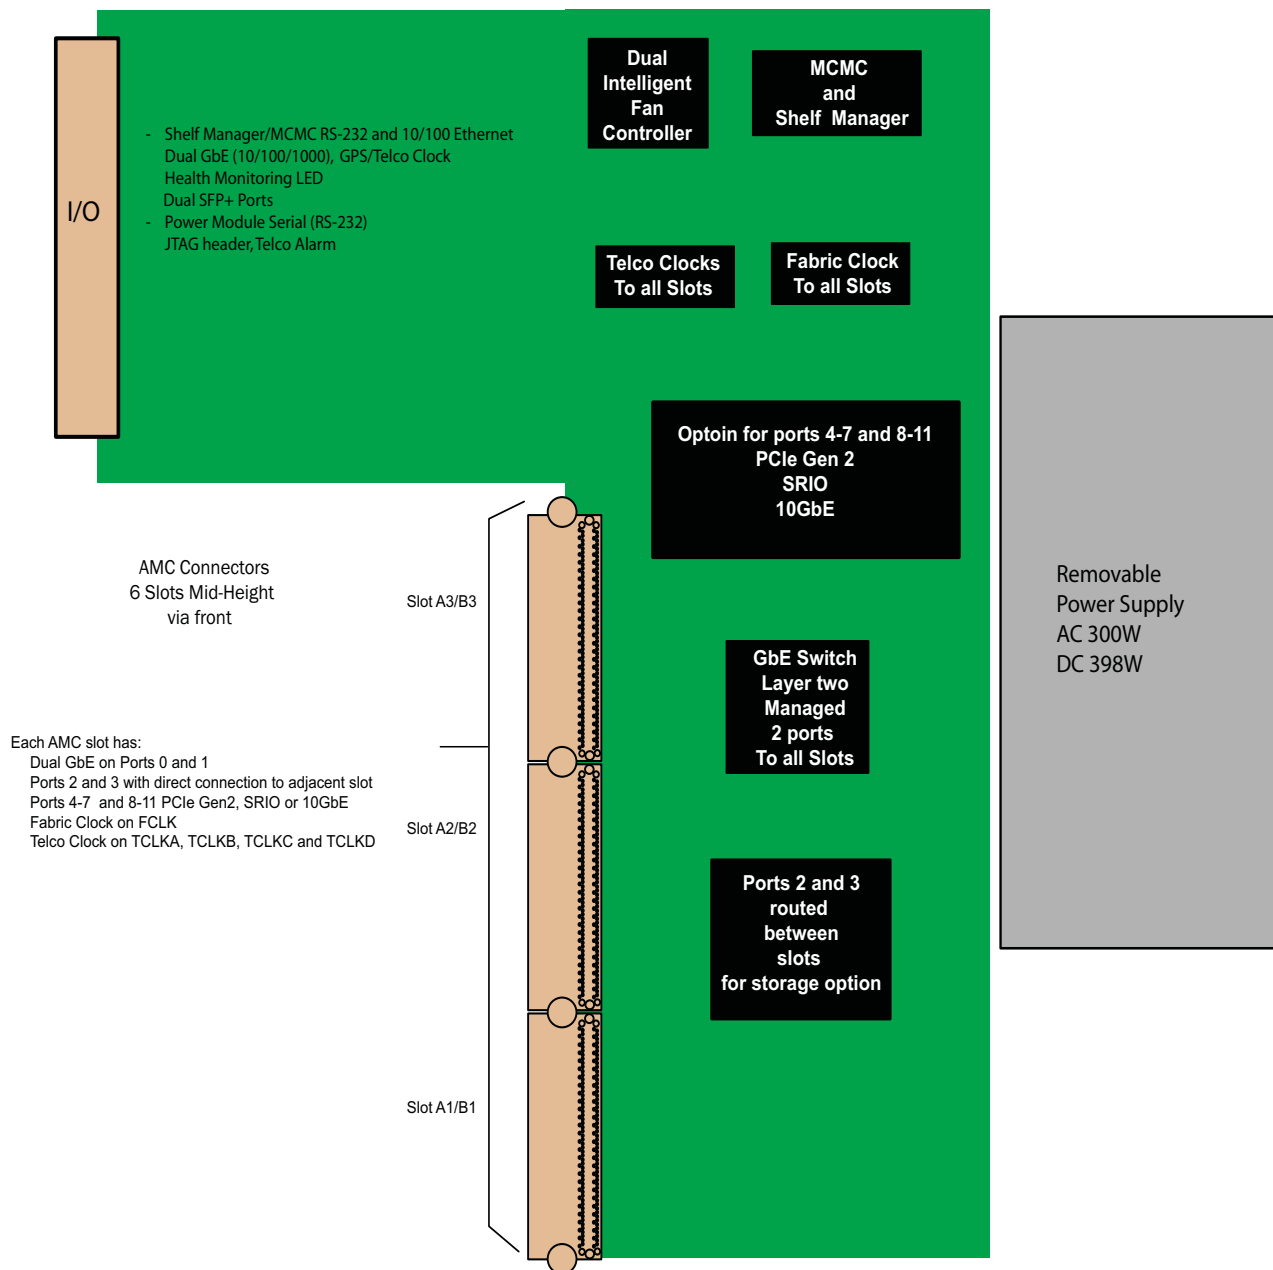 Dual
Intelligent
Fan
Controller
MCMC
and
Shelf Manager
I/O
- Shelf Manager/MCMC RS-232 and 10/100 Ethernet
Dual GbE (10/100/1000), GPS/Telco Clock
Health Monitoring LED
Dual SFP+ Ports
- Power Module Serial (RS-232)
JTAG header, Telco Alarm
Telco Clocks
To all Slots
Fabric Clock
To all Slots
Optoin for ports 4-7 and 8-11
PCIe Gen 2
SRIO
10GbE
AMC Connectors
6 Slots Mid-Height
via front
Slot A3/B3
Removable
Power Supply
AC 300W
DC 398W
GbE Switch
Layer two
Managed
2 ports
To all Slots
Each AMC slot has:
Dual GbE on Ports 0 and 1
Ports 2 and 3 with direct connection to adjacent slot
Ports 4-7 and 8-11 PCIe Gen2, SRIO or 10GbE
Fabric Clock on FCLK
Telco Clock on TCLKA, TCLKB, TCLKC and TCLKD
Slot A2/B2
Ports 2 and 3
routed
between
slots
for storage option
Slot A1/B1